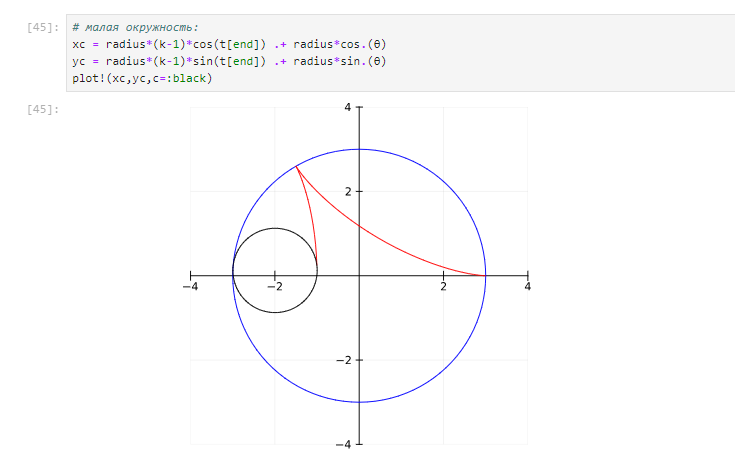 [45]: # малая окружность:
xc = radius*(k-1)*cos(t[end]) .+ radius*cos.(θ)
yc = radius*(k-1)*sin(t[end]) .+ radius*sin.(θ)
plot!(xc,yc,c=:black)
[45]:
4
2
−4 −2 2 4
−2
−4